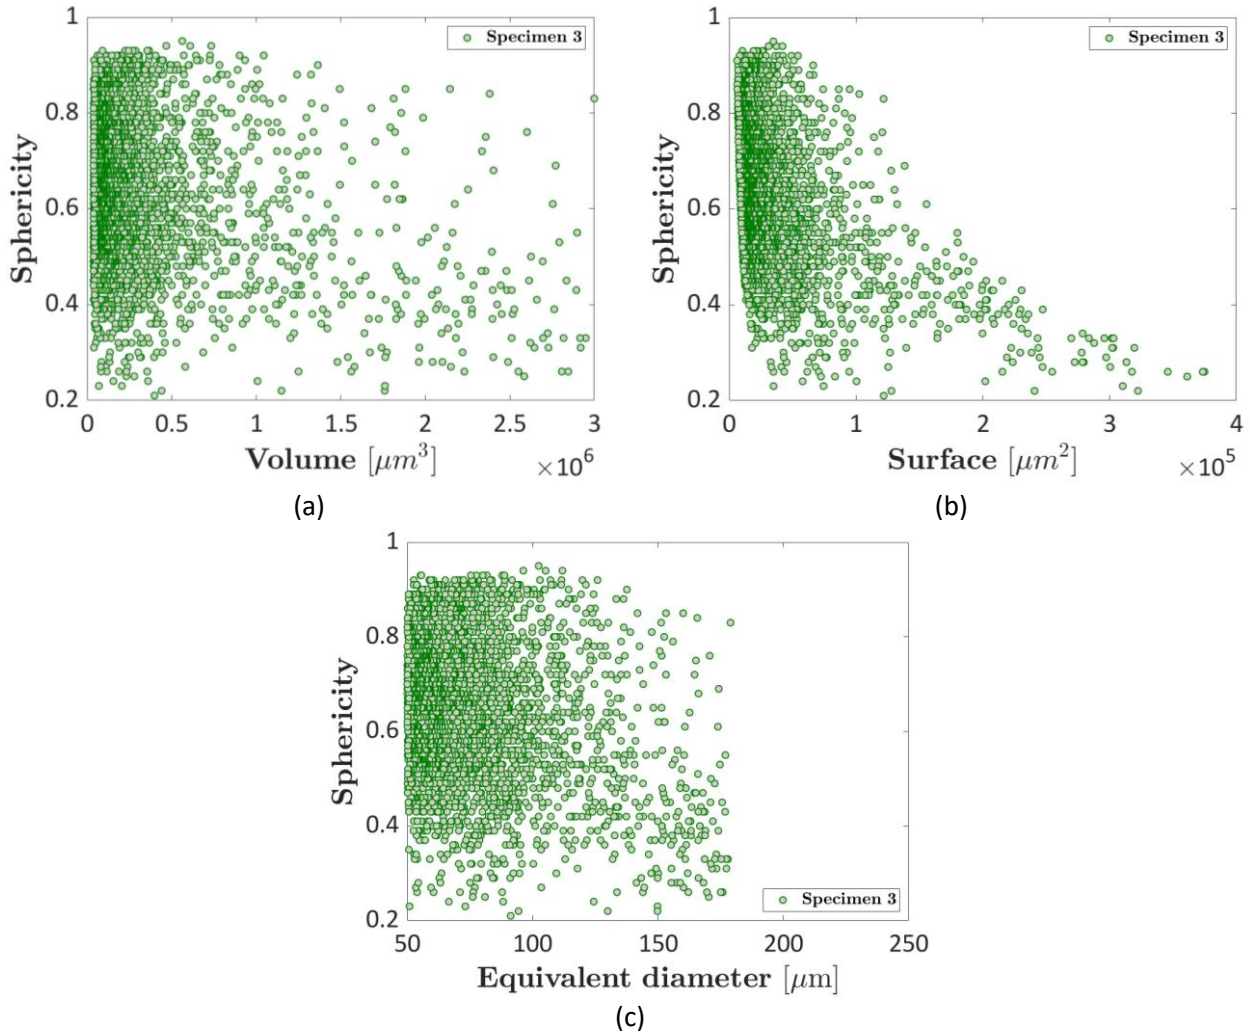 1
0.8
0.6
0.4
0.2
Sphericity
Specimen 3
0 0.5 1 1.5 2 2.5 3
Volume [μm³]
×10⁶
(a)
1
0.8
0.6
0.4
0.2
Sphericity
Specimen 3
0 1 2 3 4
Surface [μm²]
×10⁵
(b)
1
0.8
0.6
0.4
0.2
Sphericity
Specimen 3
50 100 150 200 250
Equivalent diameter [μm]
(c)